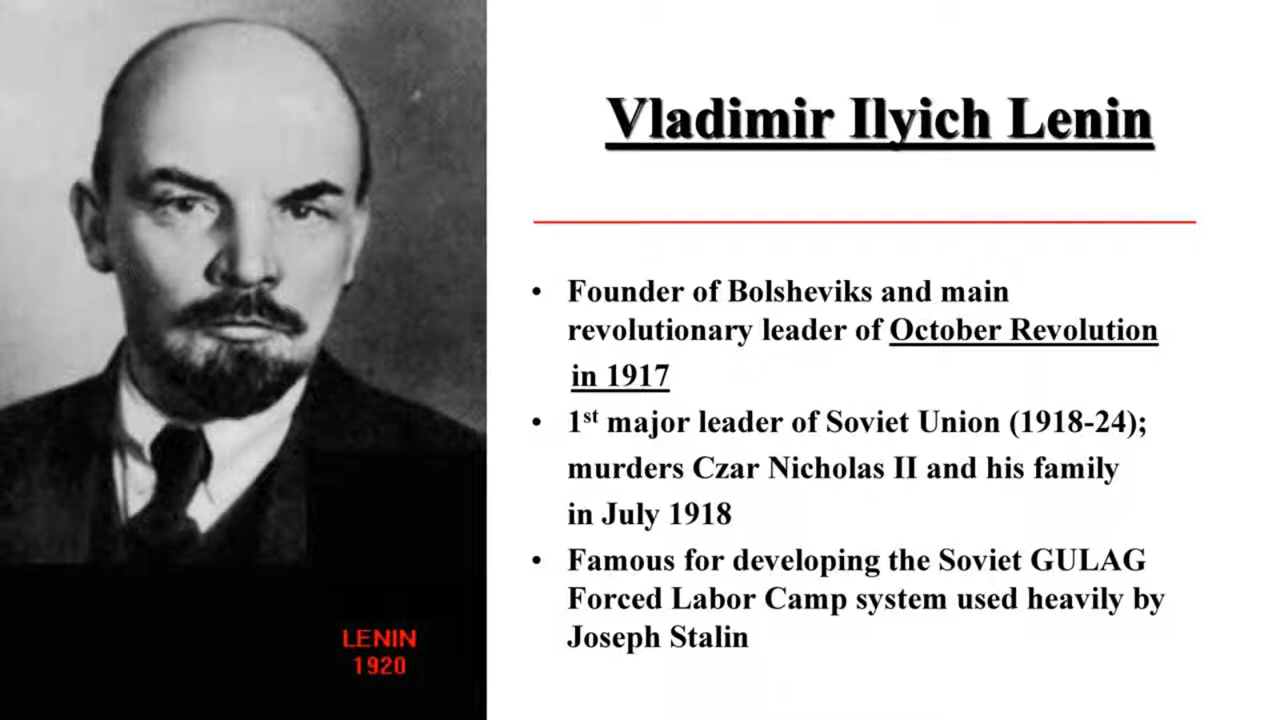 Vladimir Ilyich Lenin
• Founder of Bolsheviks and main
revolutionary leader of October Revolution
in 1917
• 1st major leader of Soviet Union (1918-24);
murders Czar Nicholas II and his family
in July 1918
• Famous for developing the Soviet GULAG
Forced Labor Camp system used heavily by
Joseph Stalin
LENIN
1920